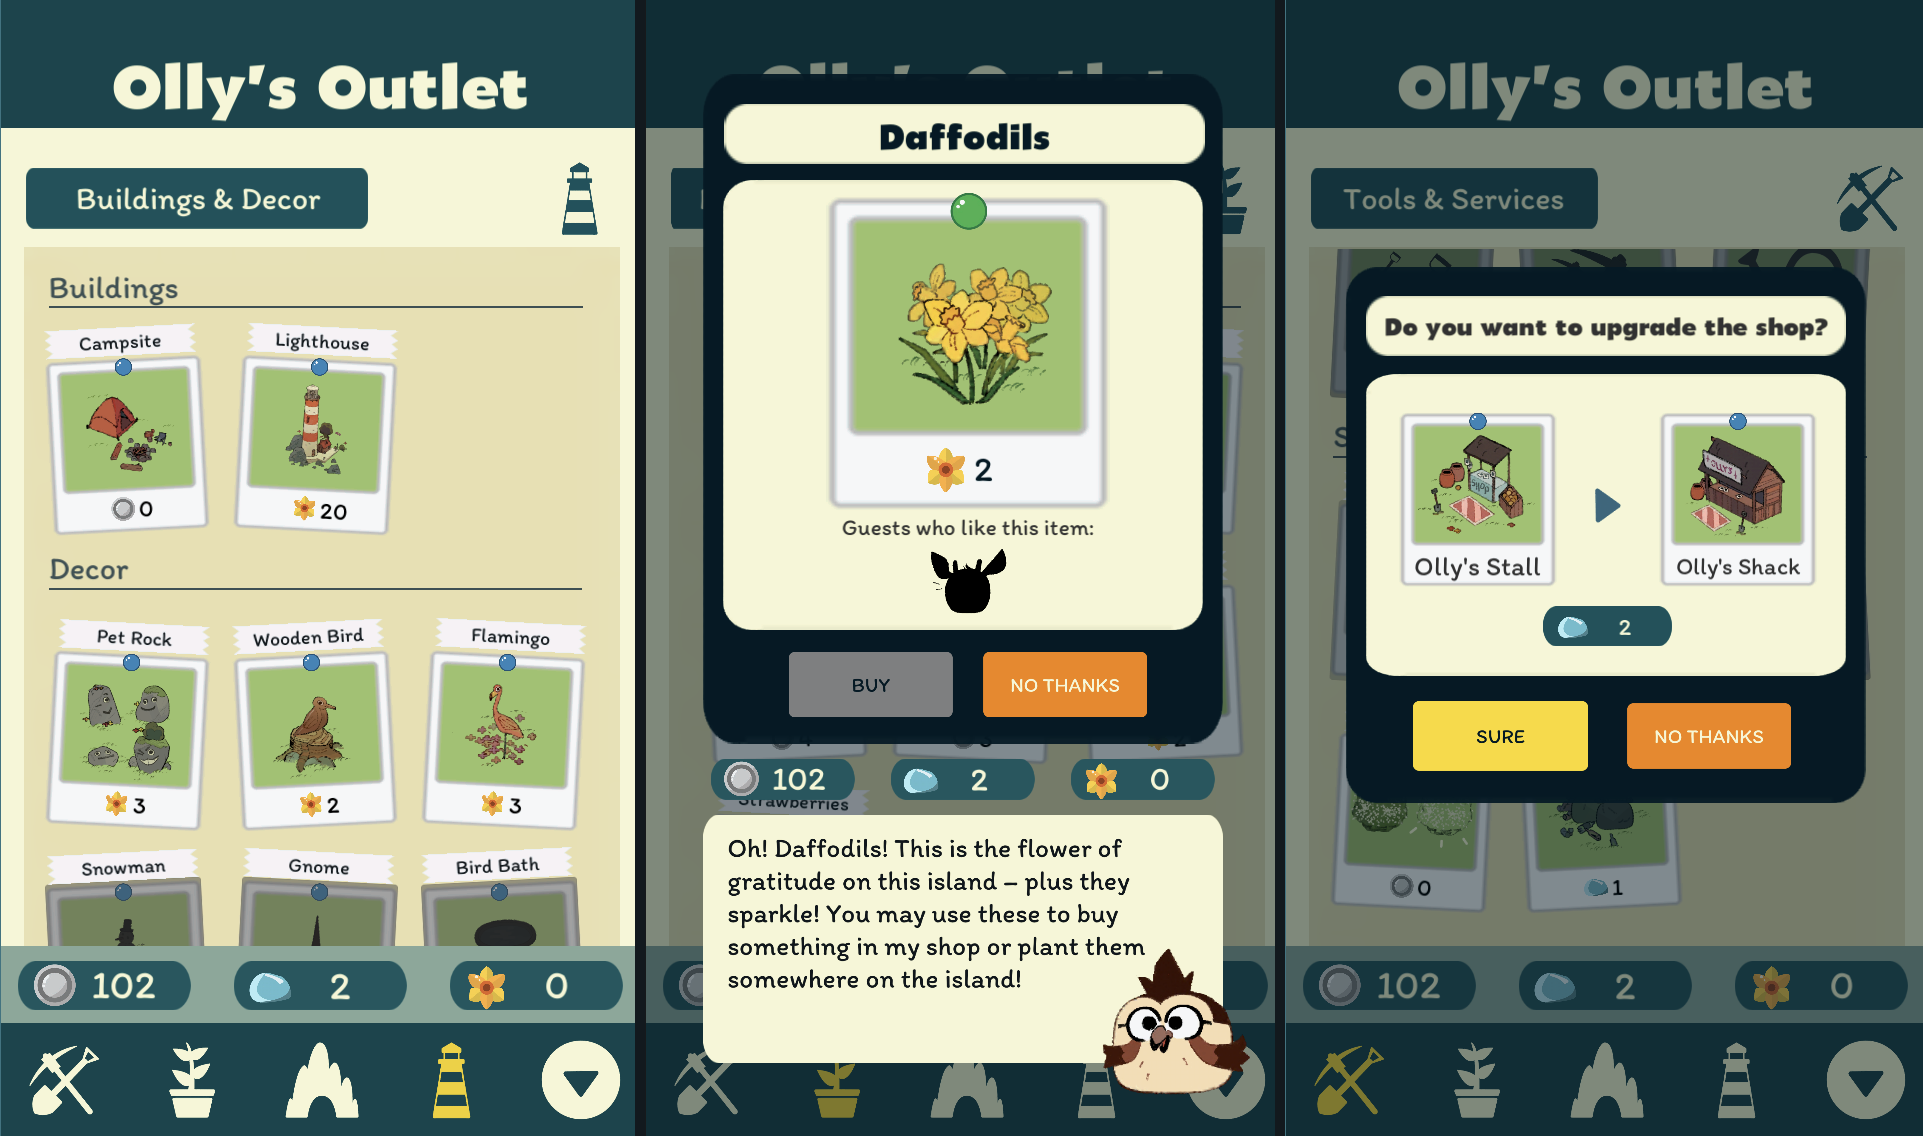 Olly's Outlet
Buildings & Decor
Buildings
Campsite
Lighthouse
0
20
Decor
Pet Rock
Wooden Bird
Flamingo
3
2
3
Snowman
Gnome
Bird Bath
102
2
0
Daffodils
2
Guests who like this item:
BUY
NO THANKS
102
2
0
Strawberries
Oh! Daffodils! This is the flower of
gratitude on this island – plus they
sparkle! You may use these to buy
something in my shop or plant them
somewhere on the island!
Olly's Outlet
Tools & Services
Do you want to upgrade the shop?
Olly's Stall
Olly's Shack
2
SURE
NO THANKS
0
1
102
2
0